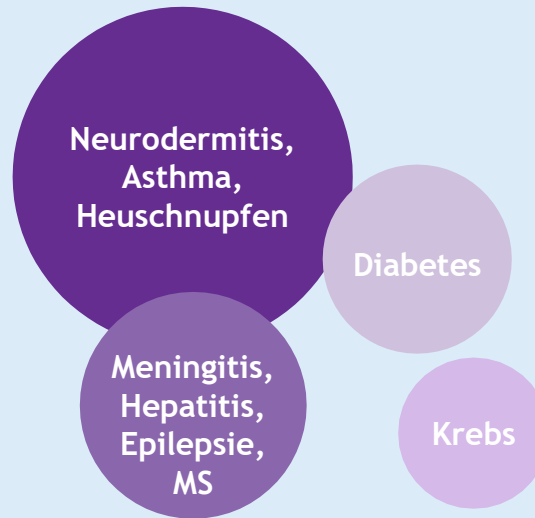 Neurodermitis,
Asthma,
Heuschnupfen
Diabetes
Meningitis,
Hepatitis,
Epilepsie,
MS
Krebs